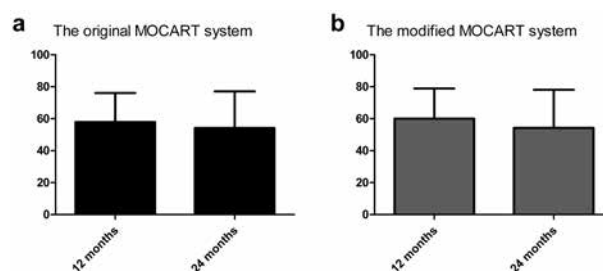 a
The original MOCART system
100
80
60
40
20
0
12 months
24 months
b
The modified MOCART system
100
80
60
40
20
0
12 months
24 months